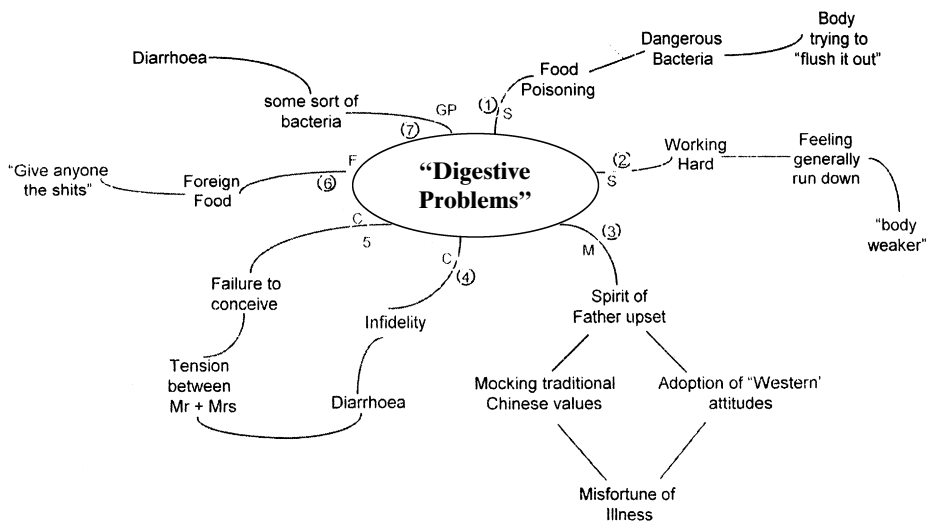 “Digestive
Problems”
(1)
S
Food
Poisoning
Dangerous
Bacteria
Body
trying to
“flush it out”
(2)
S
Working
Hard
Feeling
generally
run down
“body
weaker”
(3)
M
Spirit of
Father upset
Mocking traditional
Chinese values
Adoption of “Western’
attitudes
Misfortune of
Illness
C
(4)
Infidelity
Diarrhoea
C
5
Failure to
conceive
Tension
between
Mr + Mrs
F
(6)
Foreign
Food
“Give anyone
the shits”
GP
(7)
some sort of
bacteria
Diarrhoea